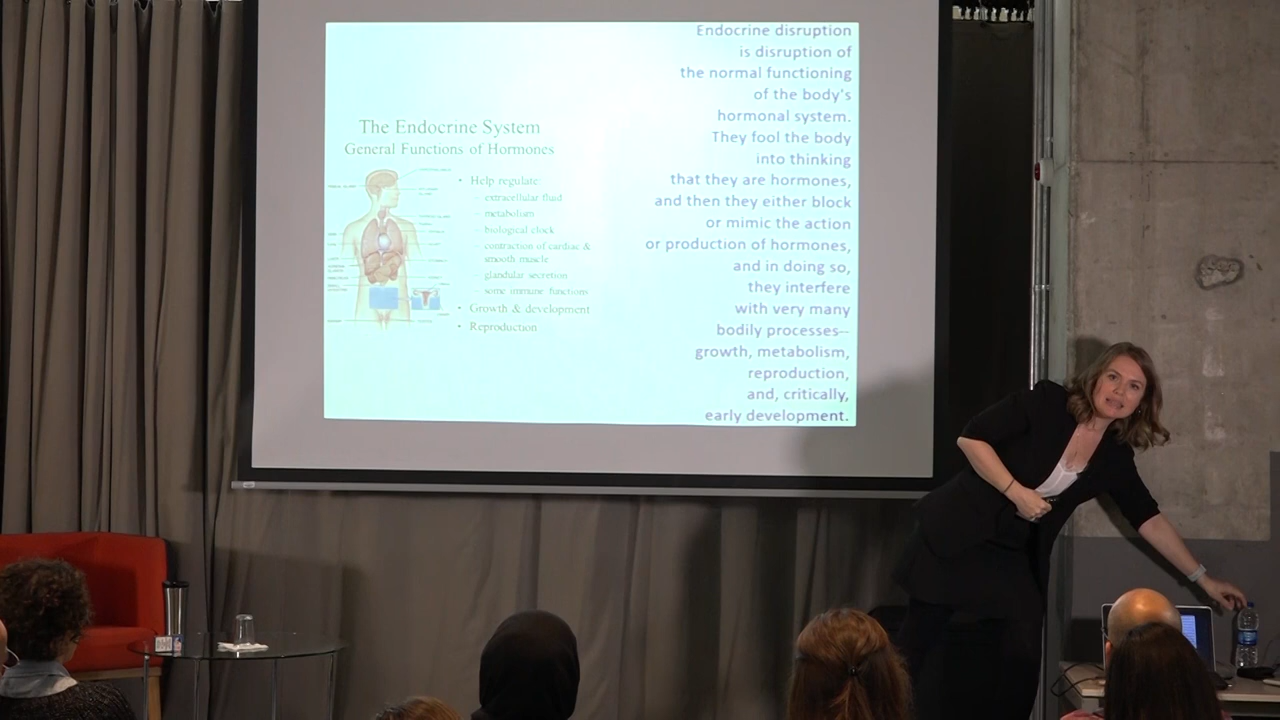 The Endocrine System
General Functions of Hormones
• Help regulate:
– extracellular fluid
– metabolism
– biological clock
– contraction of cardiac &
smooth muscle
– glandular secretion
– some immune functions
• Growth & development
• Reproduction
Endocrine disruption
is disruption of
the normal functioning
of the body's
hormonal system.
They fool the body
into thinking
that they are hormones,
and then they either block
or mimic the action
or production of hormones,
and in doing so,
they interfere
with very many
bodily processes--
growth, metabolism,
reproduction,
and, critically,
early development.